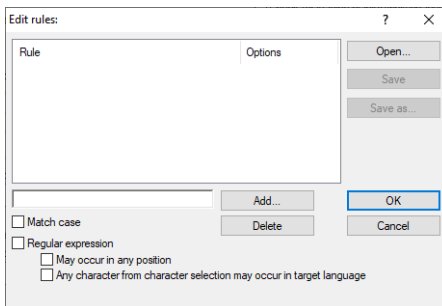 Edit rules:
?
Rule Options
Open...
Save
Save as...
Add...
OK
Match case
Delete
Cancel
Regular expression
May occur in any position
Any character from character selection may occur in target language